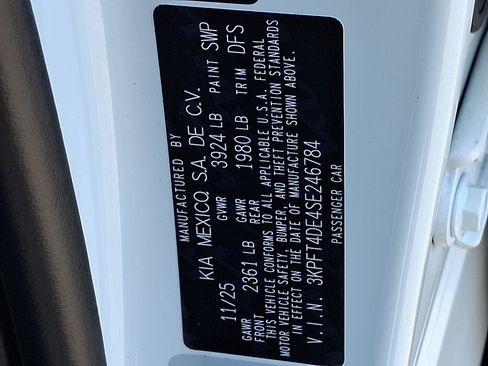 MANUFACTURED BY
KIA MEXICO, S.A. DE C.V.
11/25 GVWR 3924 LB PAINT SWP
GAWR FRONT 2361 LB GAWR REAR 1980 LB TRIM DFS
THIS VEHICLE CONFORMS TO ALL APPLICABLE U.S.A. FEDERAL
MOTOR VEHICLE SAFETY, BUMPER, AND THEFT PREVENTION STANDARDS
IN EFFECT ON THE DATE OF MANUFACTURE SHOWN ABOVE.
V I N. 3KPFT4DE4SE246784
PASSENGER CAR